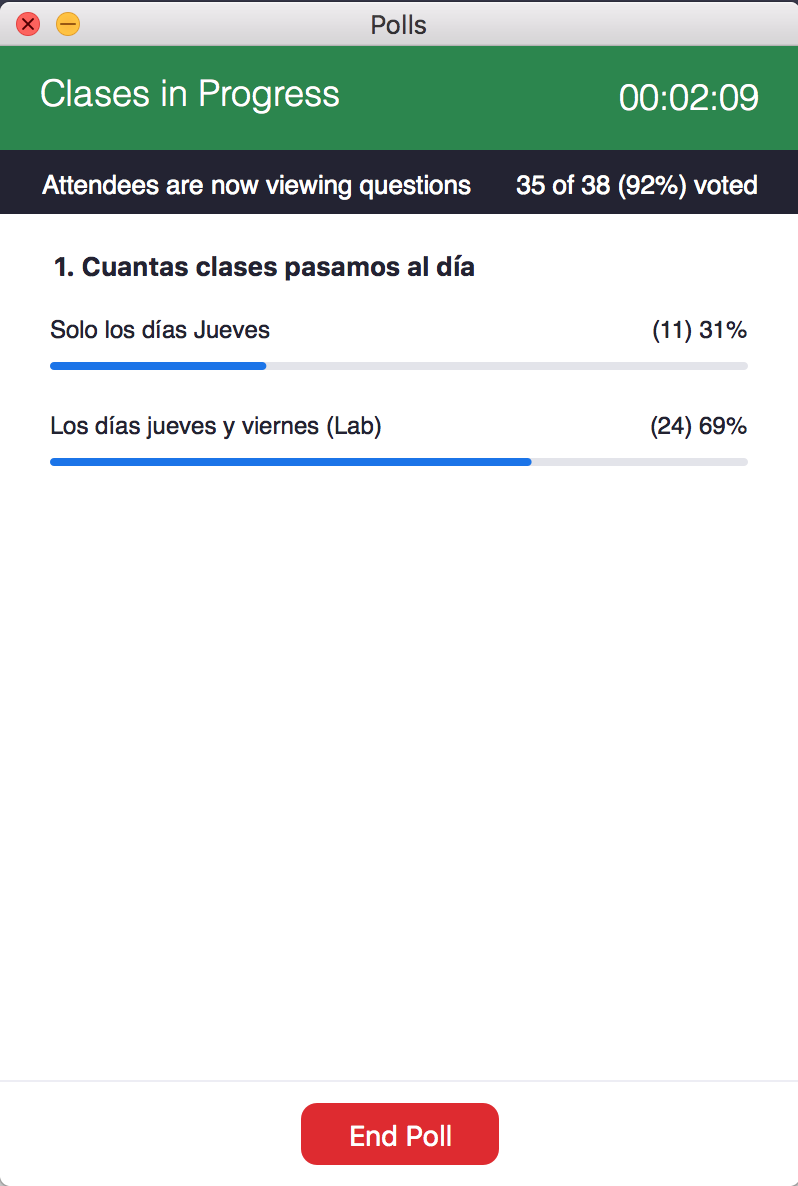 Polls
Clases in Progress 00:02:09
Attendees are now viewing questions 35 of 38 (92%) voted
1. Cuantas clases pasamos al día
Solo los días Jueves (11) 31%
Los días jueves y viernes (Lab) (24) 69%
End Poll